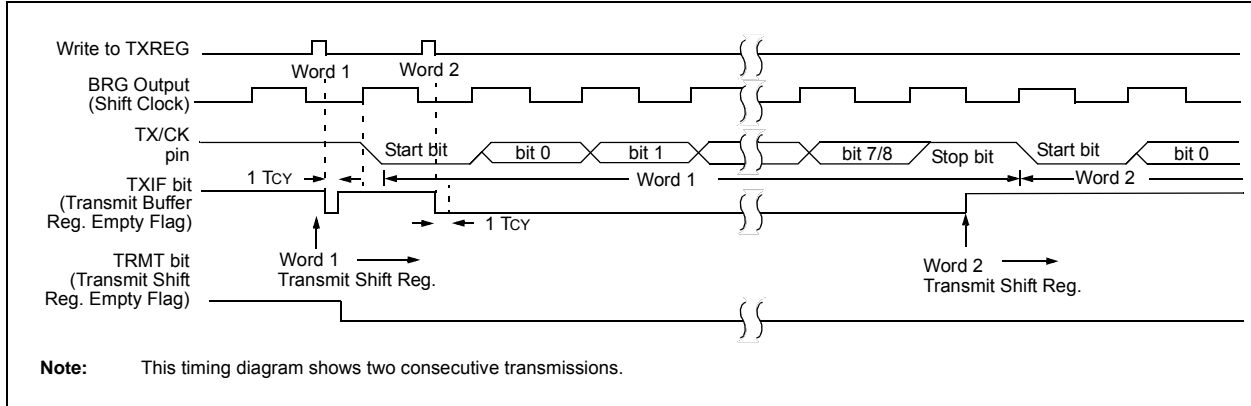 Write to TXREG
Word 1
Word 2
BRG Output
(Shift Clock)
TX/CK
pin
Start bit
bit 0
bit 1
bit 7/8
Stop bit
Start bit
bit 0
1 TCY
Word 1
Word 2
TXIF bit
(Transmit Buffer
Reg. Empty Flag)
1 TCY
Word 1
Transmit Shift Reg.
Word 2
Transmit Shift Reg.
TRMT bit
(Transmit Shift
Reg. Empty Flag)
Note: This timing diagram shows two consecutive transmissions.